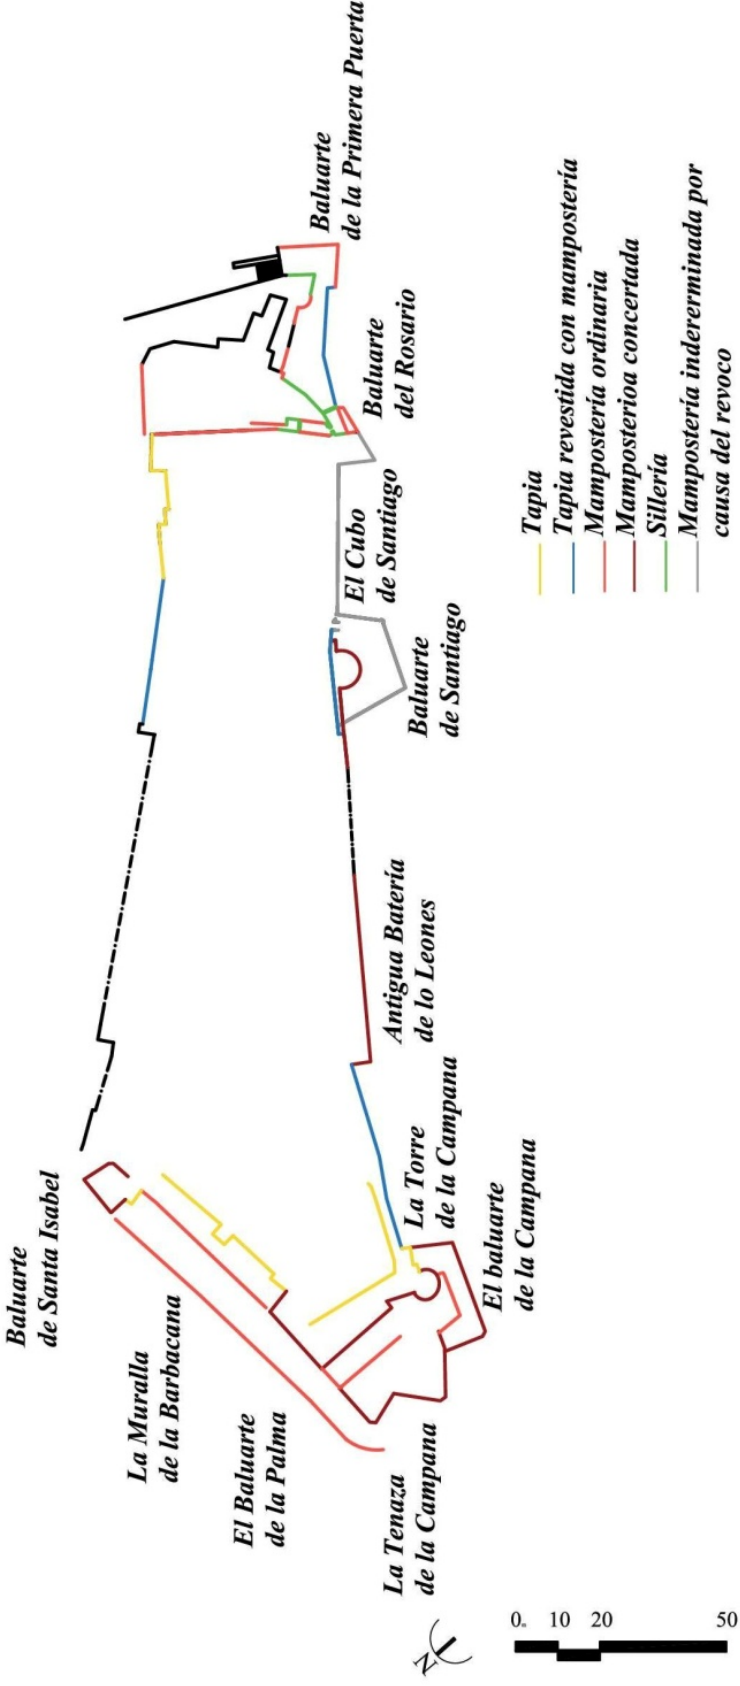 Baluarte
de Santa Isabel
La Muralla
de la Barbacana
El Baluarte
de la Palma
La Tenaza
de la Campana
El baluarte
de la Campana
La Torre
de la Campana
Antigua Batería
de lo Leones
Baluarte
de Santiago
El Cubo
de Santiago
Baluarte
del Rosario
Baluarte
de la Primera Puerta
Tapia
Tapia revestida con mampostería
Mampostería ordinaria
Mamposterioa concertada
Sillería
Mampostería indererminada por
causa del revoco
N
0 10 20 50